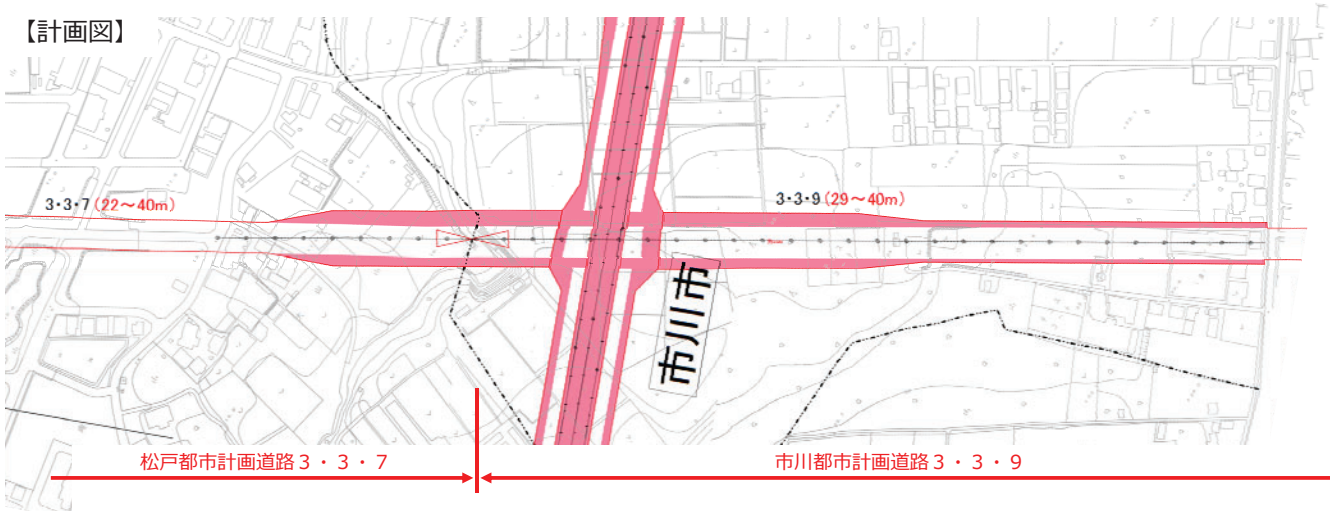 【計画図】
3・3・7(22～40m)
3・3・9(29～40m)
市川市
松戸都市計画道路３・３・７
市川都市計画道路３・３・９